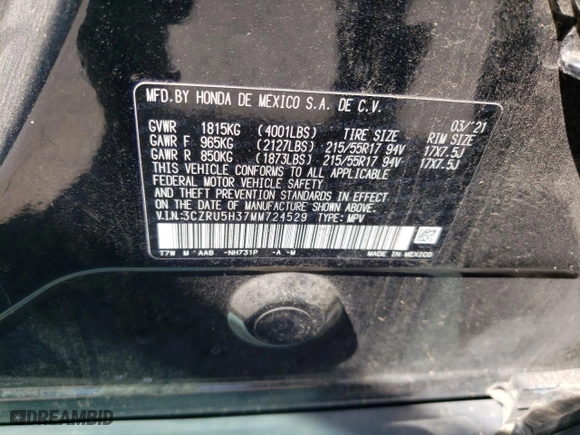 MFD.BY HONDA DE MEXICO S.A. DE C.V.
03/'21
GVWR 1815KG (4001LBS) TIRE SIZE RIM SIZE
GAWR F 965KG (2127LBS) 215/55R17 94V 17X7.5J
GAWR R 850KG (1873LBS) 215/55R17 94V 17X7.5J
THIS VEHICLE CONFORMS TO ALL APPLICABLE
FEDERAL MOTOR VEHICLE SAFETY
AND THEFT PREVENTION STANDARDS IN EFFECT
ON THE DATE OF MANUFACTURE SHOWN ABOVE.
V.I.N:3CZRU5H37MM724529 TYPE: MPV
T7W M AAB -NH731P -A -M MADE IN MEXICO
DREAMBID